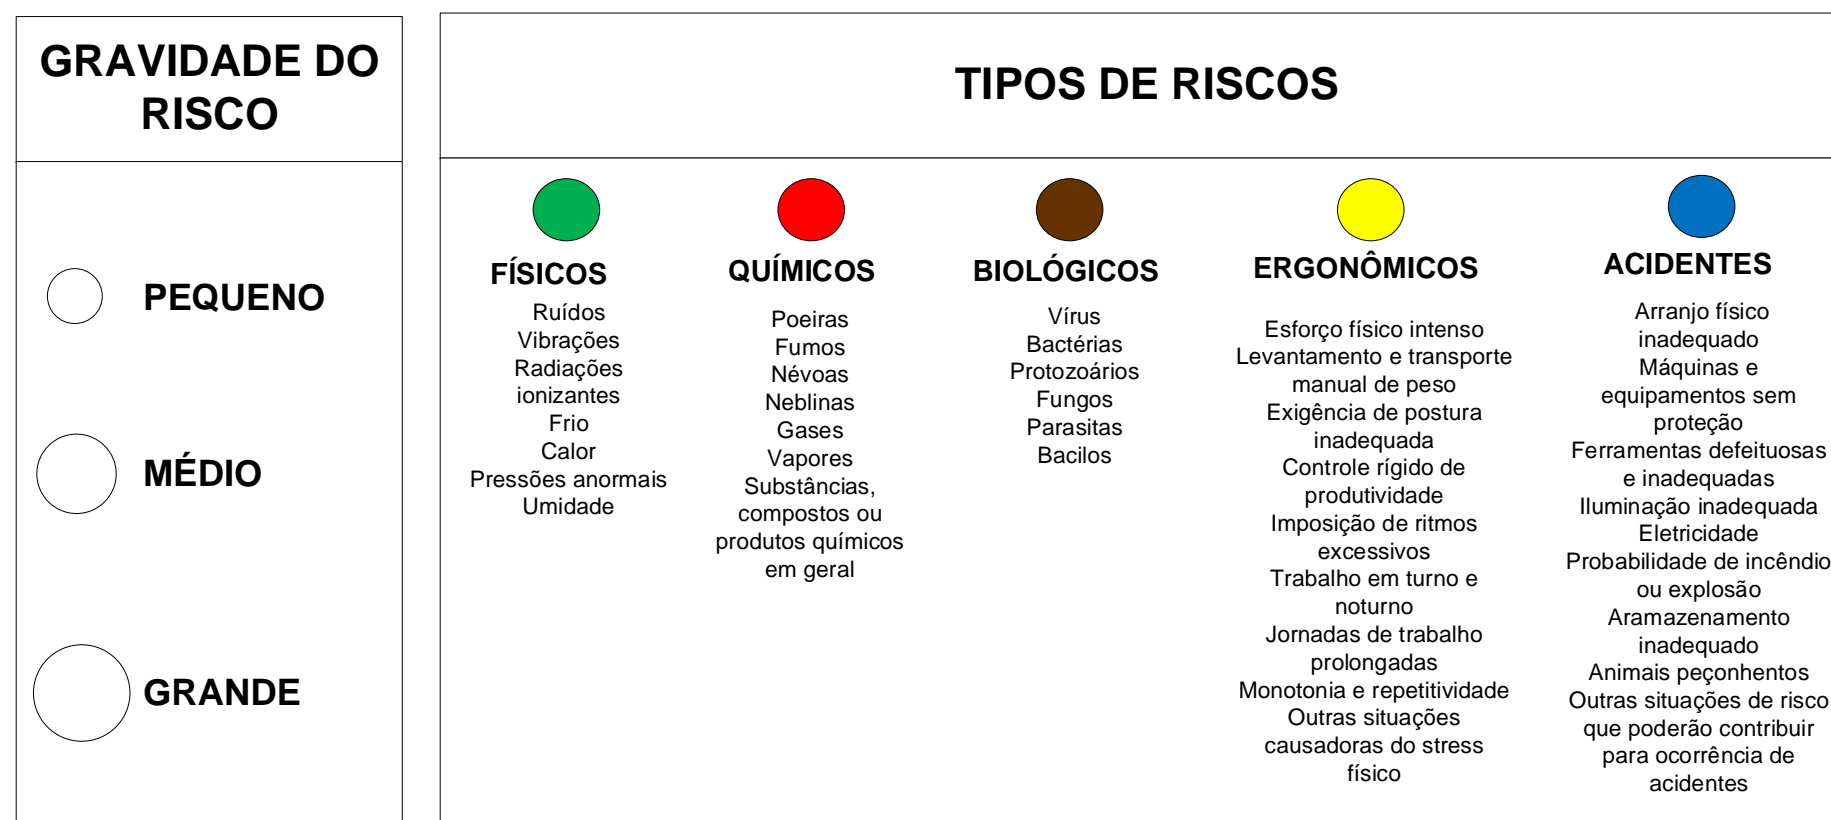 GRAVIDADE DO
RISCO
PEQUENO
MÉDIO
GRANDE
TIPOS DE RISCOS
FÍSICOS
Ruídos
Vibrações
Radiações
ionizantes
Frio
Calor
Pressões anormais
Umidade
QUÍMICOS
Poeiras
Fumos
Névoas
Neblinas
Gases
Vapores
Substâncias,
compostos ou
produtos químicos
em geral
BIOLÓGICOS
Vírus
Bactérias
Protozoários
Fungos
Parasitas
Bacilos
ERGONÔMICOS
Esforço físico intenso
Levantamento e transporte
manual de peso
Exigência de postura
inadequada
Controle rígido de
produtividade
Imposição de ritmos
excessivos
Trabalho em turno e
noturno
Jornadas de trabalho
prolongadas
Monotonia e repetitividade
Outras situações
causadoras do stress
físico
ACIDENTES
Arranjo físico
inadequado
Máquinas e
equipamentos sem
proteção
Ferramentas defeituosas
e inadequadas
Iluminação inadequada
Eletricidade
Probabilidade de incêndio
ou explosão
Aramazenamento
inadequado
Animais peçonhentos
Outras situações de risco
que poderão contribuir
para ocorrência de
acidentes